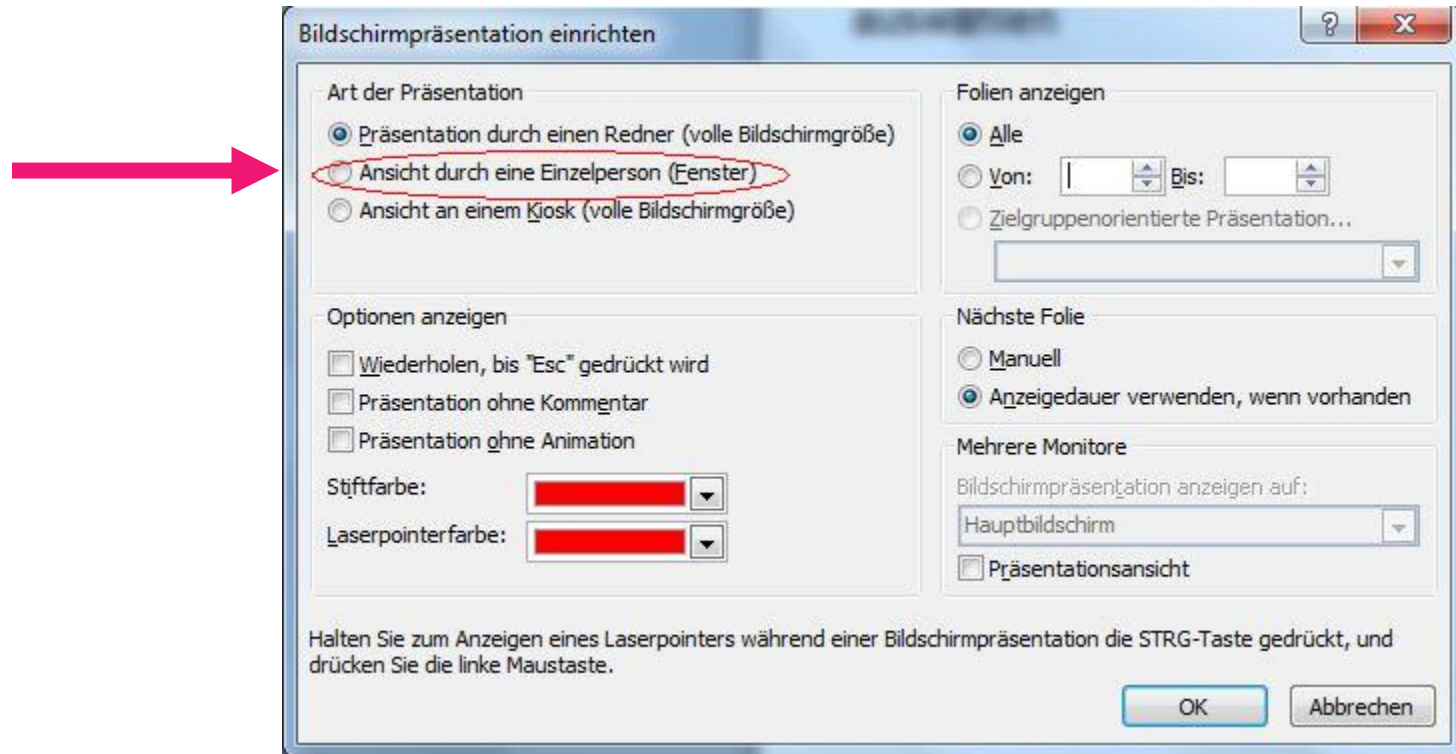 auswählen
Bildschirmpräsentation einrichten
Art der Präsentation
Präsentation durch einen Redner (volle Bildschirmgröße)
Ansicht durch eine Einzelperson (Fenster)
Ansicht an einem Kiosk (volle Bildschirmgröße)
Folien anzeigen
Alle
Von: Bis:
Zielgruppenorientierte Präsentation...
Optionen anzeigen
Wiederholen, bis "Esc" gedrückt wird
Präsentation ohne Kommentar
Präsentation ohne Animation
Stiftfarbe:
Laserpointerfarbe:
Nächste Folie
Manuell
Anzeigedauer verwenden, wenn vorhanden
Mehrere Monitore
Bildschirmpräsentation anzeigen auf:
Hauptbildschirm
Präsentationsansicht
Halten Sie zum Anzeigen eines Laserpointers während einer Bildschirmpräsentation die STRG-Taste gedrückt, und
drücken Sie die linke Maustaste.
OK
Abbrechen